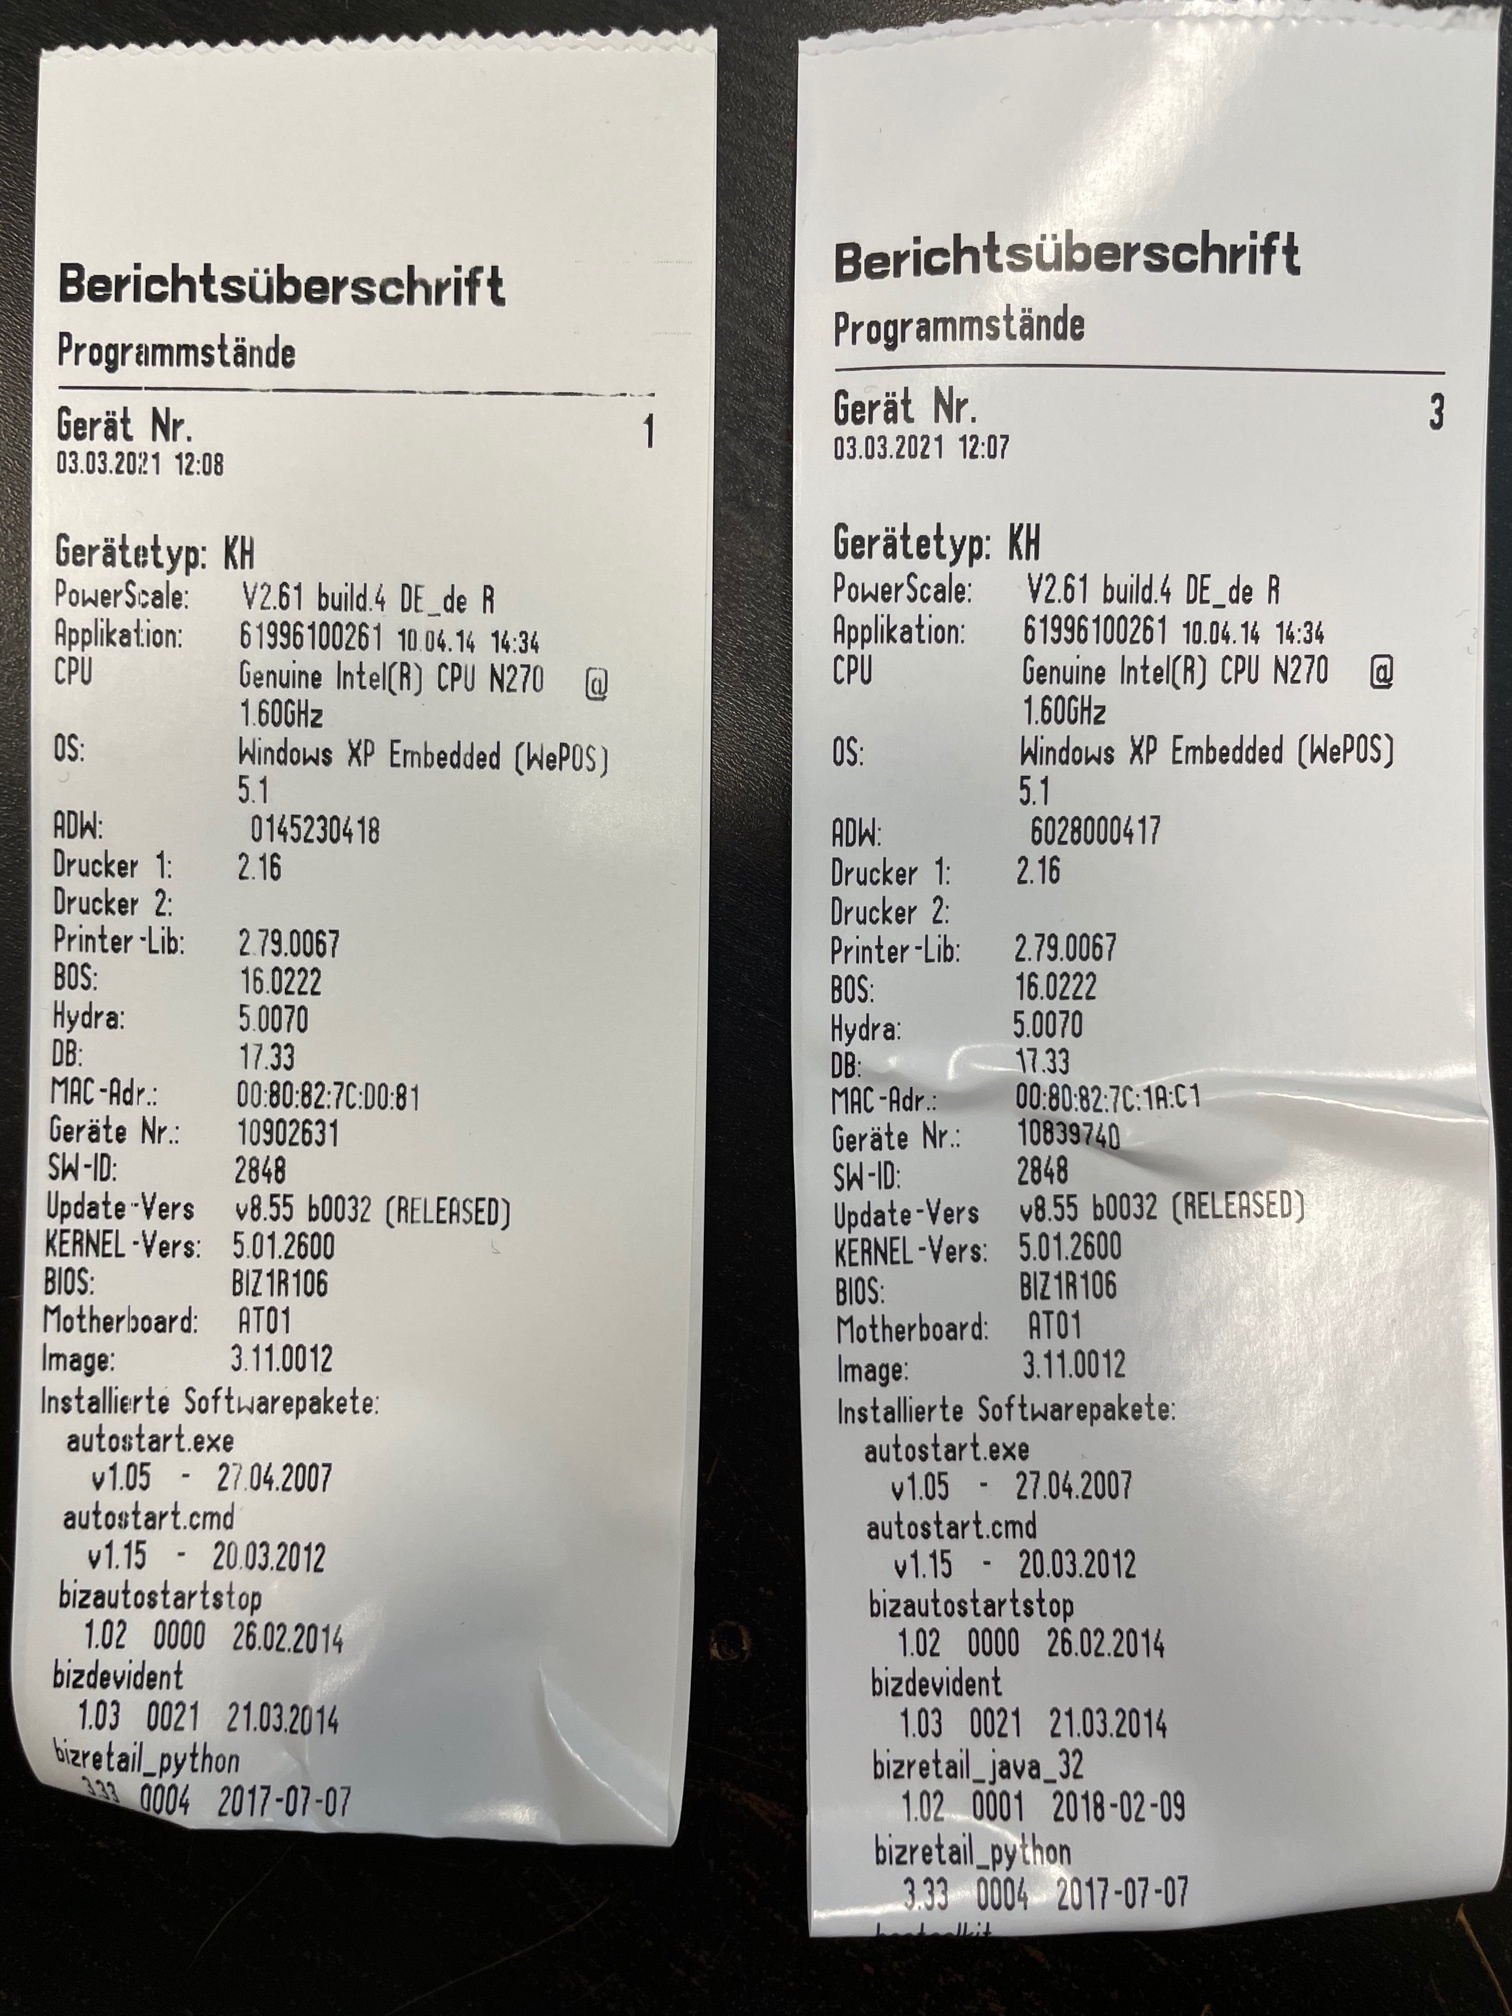 Berichtsüberschrift
Programmstände
Gerät Nr. 1
03.03.2021 12:08
Gerätetyp: KH
PowerScale: V2.61 build.4 DE_de R
Applikation: 61996100261 10.04.14 14:34
CPU Genuine Intel(R) CPU N270 @
1.60GHz
OS: Windows XP Embedded (WePOS)
5.1
ADW: 0145230418
Drucker 1: 2.16
Drucker 2:
Printer-Lib: 2.79.0067
BOS: 16.0222
Hydra: 5.0070
DB: 17.33
MAC-Adr.: 00:80:82:7C:D0:81
Geräte Nr.: 10902631
SW-ID: 2848
Update-Vers v8.55 b0032 (RELEASED)
KERNEL-Vers: 5.01.2600
BIOS: BIZ1R106
Motherboard: AT01
Image: 3.11.0012
Installierte Softwarepakete:
autostart.exe
v1.05 - 27.04.2007
autostart.cmd
v1.15 - 20.03.2012
bizautostartstop
1.02 0000 26.02.2014
bizdevident
1.03 0021 21.03.2014
bizretail_python
3.33 0004 2017-07-07
Berichtsüberschrift
Programmstände
Gerät Nr. 3
03.03.2021 12:07
Gerätetyp: KH
PowerScale: V2.61 build.4 DE_de R
Applikation: 61996100261 10.04.14 14:34
CPU Genuine Intel(R) CPU N270 @
1.60GHz
OS: Windows XP Embedded (WePOS)
5.1
ADW: 6028000417
Drucker 1: 2.16
Drucker 2:
Printer-Lib: 2.79.0067
BOS: 16.0222
Hydra: 5.0070
DB: 17.33
MAC-Adr.: 00:80:82:7C:1A:C1
Geräte Nr.: 10839740
SW-ID: 2848
Update-Vers v8.55 b0032 (RELEASED)
KERNEL-Vers: 5.01.2600
BIOS: BIZ1R106
Motherboard: AT01
Image: 3.11.0012
Installierte Softwarepakete:
autostart.exe
v1.05 - 27.04.2007
autostart.cmd
v1.15 - 20.03.2012
bizautostartstop
1.02 0000 26.02.2014
bizdevident
1.03 0021 21.03.2014
bizretail_java_32
1.02 0001 2018-02-09
bizretail_python
3.33 0004 2017-07-07